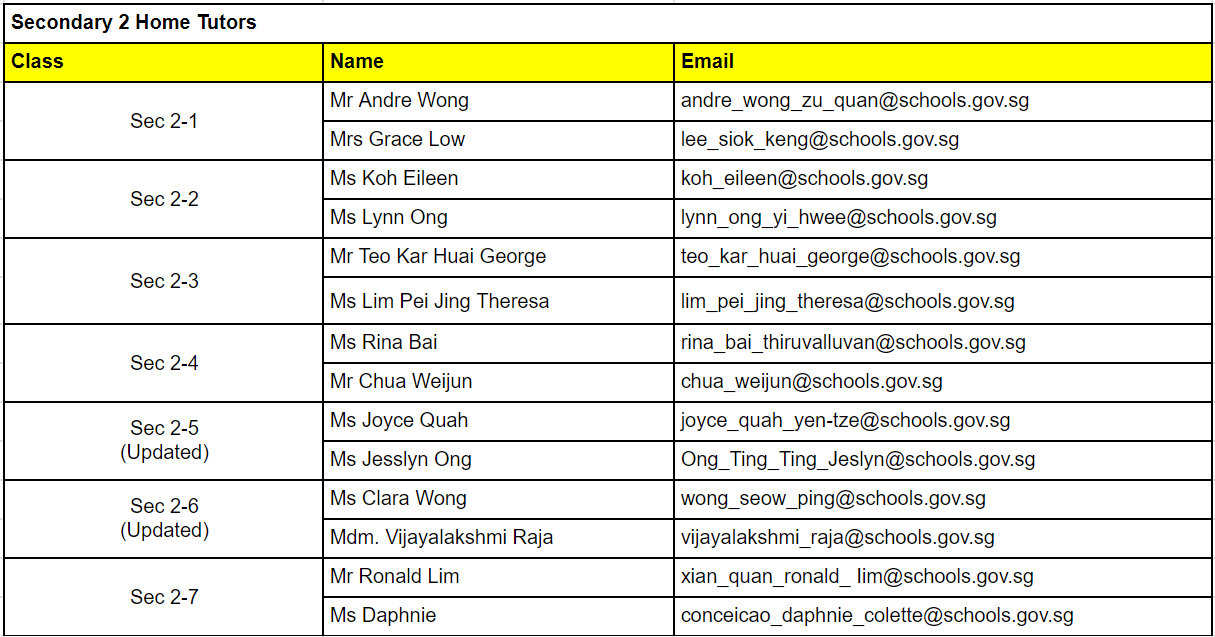 Secondary 2 Home Tutors
Class Name Email
Sec 2-1
Mr Andre Wong andre_wong_zu_quan@schools.gov.sg
Mrs Grace Low lee_siok_keng@schools.gov.sg
Sec 2-2
Ms Koh Eileen koh_eileen@schools.gov.sg
Ms Lynn Ong lynn_ong_yi_hwee@schools.gov.sg
Sec 2-3
Mr Teo Kar Huai George teo_kar_huai_george@schools.gov.sg
Ms Lim Pei Jing Theresa lim_pei_jing_theresa@schools.gov.sg
Sec 2-4
Ms Rina Bai rina_bai_thiruvalluvan@schools.gov.sg
Mr Chua Weijun chua_weijun@schools.gov.sg
Sec 2-5
(Updated)
Ms Joyce Quah joyce_quah_yen-tze@schools.gov.sg
Ms Jesslyn Ong Ong_Ting_Ting_Jeslyn@schools.gov.sg
Sec 2-6
(Updated)
Ms Clara Wong wong_seow_ping@schools.gov.sg
Mdm. Vijayalakshmi Raja vijayalakshmi_raja@schools.gov.sg
Sec 2-7
Mr Ronald Lim xian_quan_ronald_ lim@schools.gov.sg
Ms Daphnie conceicao_daphnie_colette@schools.gov.sg